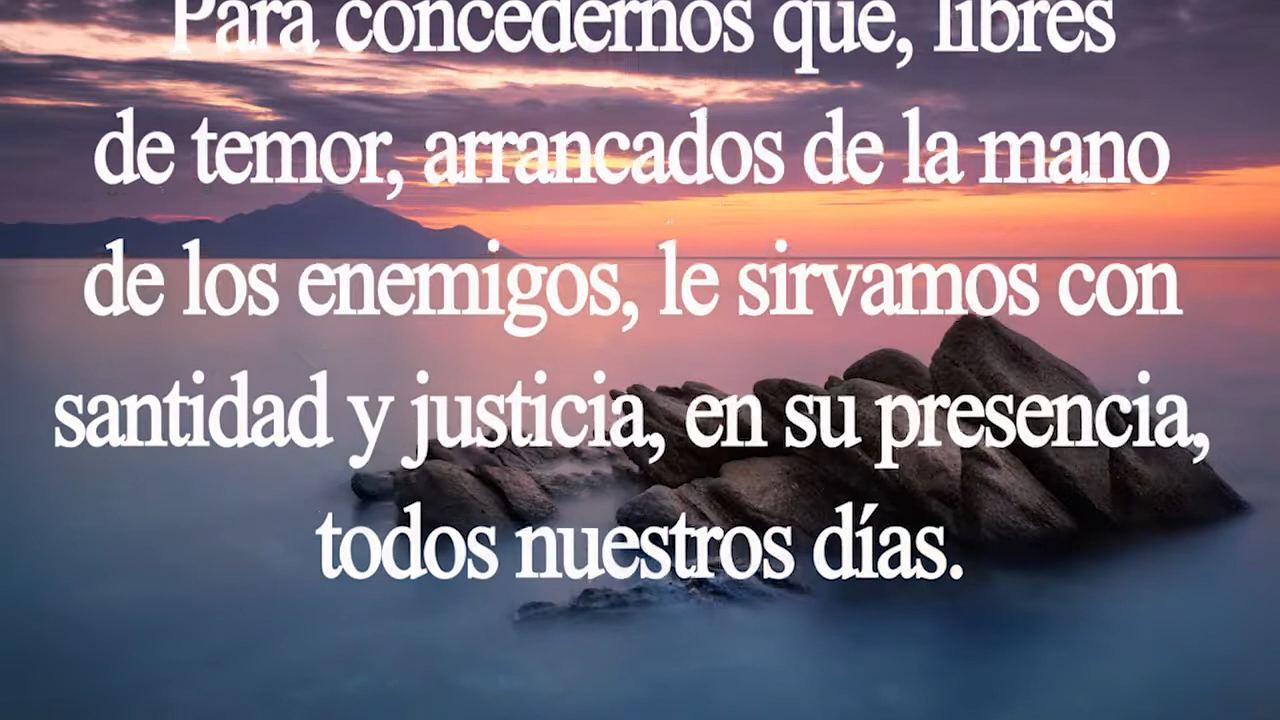 Para concedernos que, libres
de temor, arrancados de la mano
de los enemigos, le sirvamos con
santidad y justicia, en su presencia,
todos nuestros días.